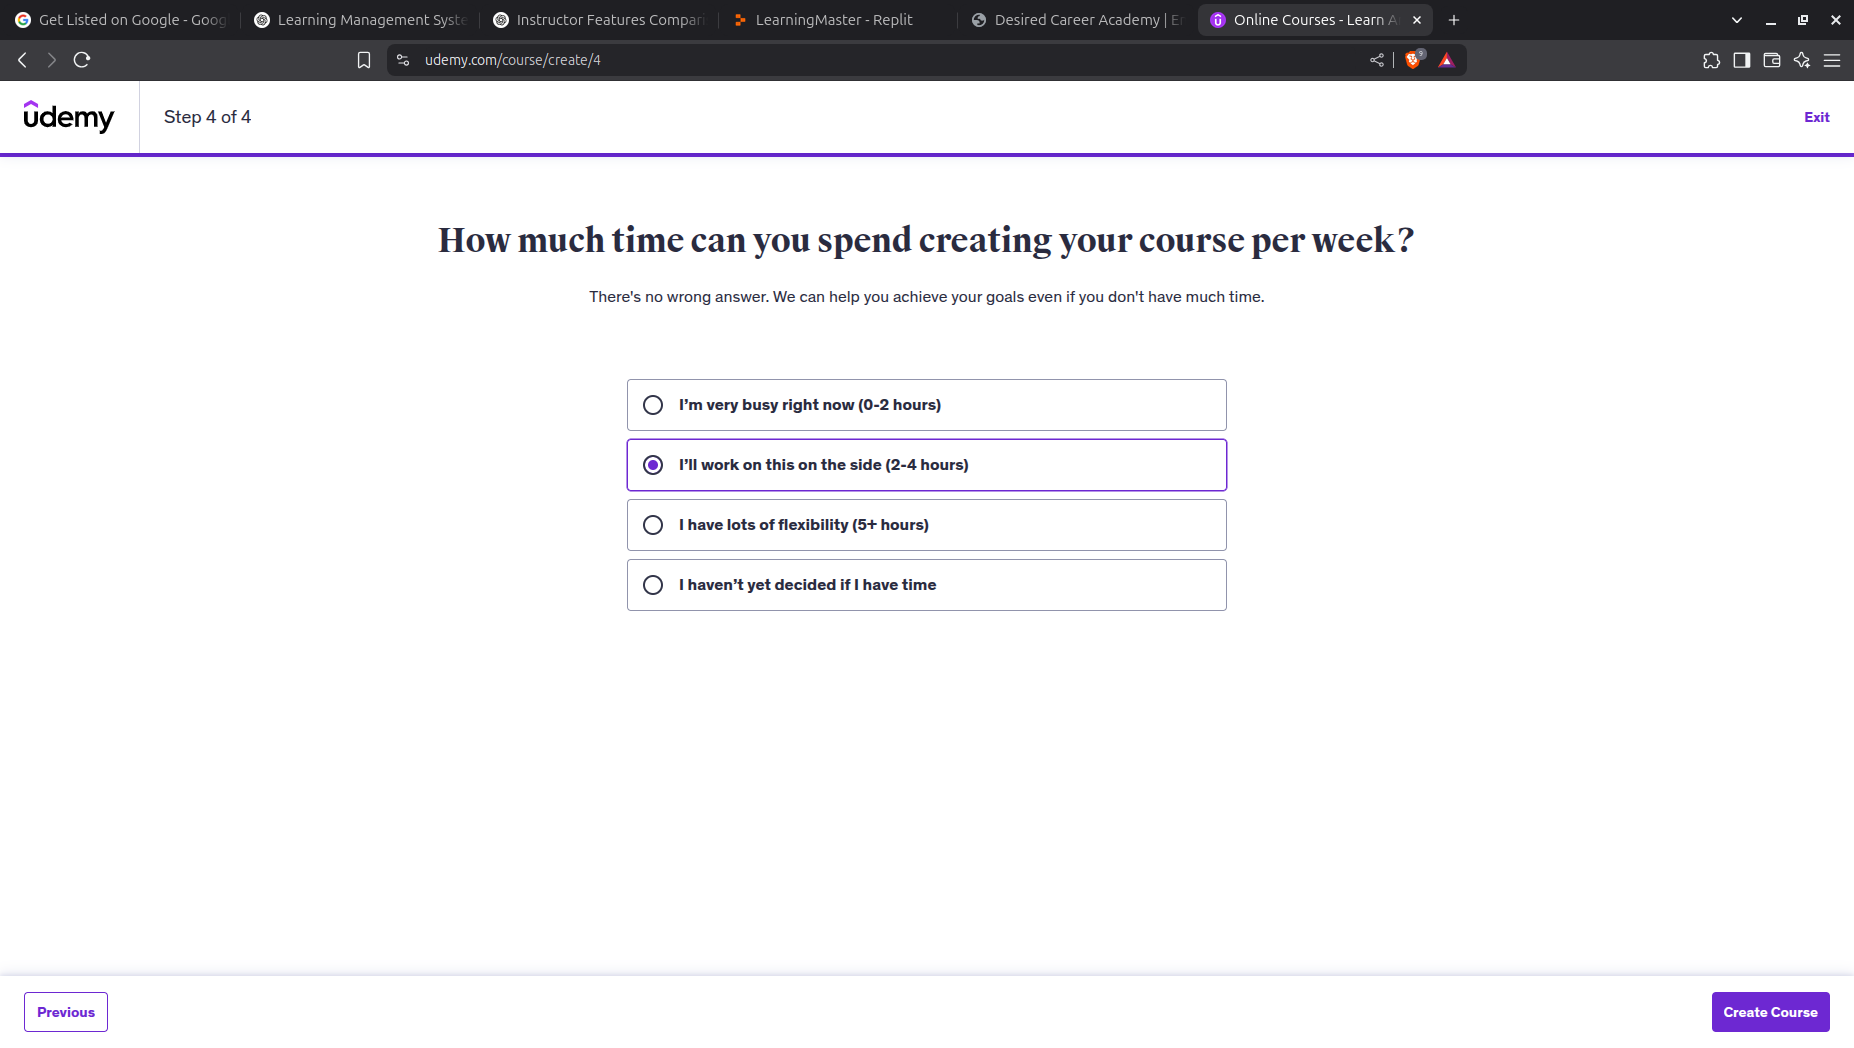 Get Listed on Google - Goog
Learning Management Syste
Instructor Features Compari
LearningMaster - Replit
Desired Career Academy | En
Online Courses - Learn A
udemy.com/course/create/4
9
udemy
Step 4 of 4
Exit
How much time can you spend creating your course per week?
There's no wrong answer. We can help you achieve your goals even if you don't have much time.
I’m very busy right now (0-2 hours)
I’ll work on this on the side (2-4 hours)
I have lots of flexibility (5+ hours)
I haven’t yet decided if I have time
Previous
Create Course